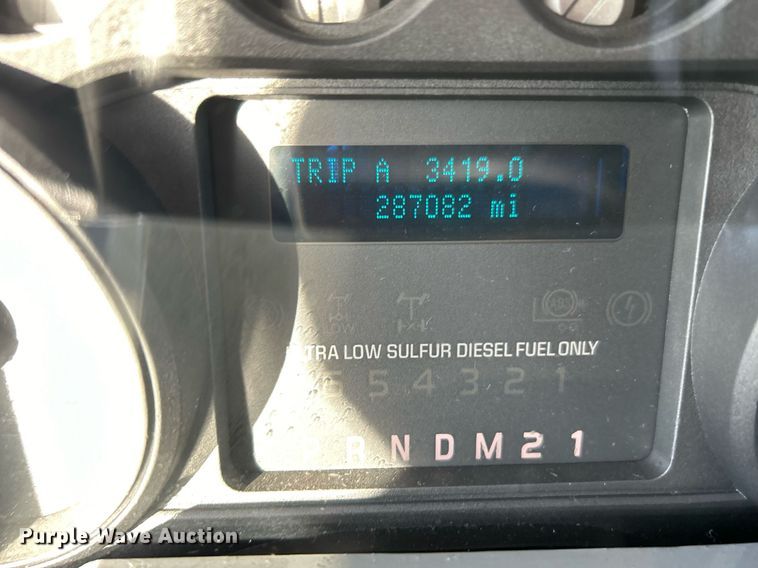 TRIP A 3419.0
287082 mi
LOW
ULTRA LOW SULFUR DIESEL FUEL ONLY
6 5 4 3 2 1
P R N D M 2 1
Purple Wave Auction